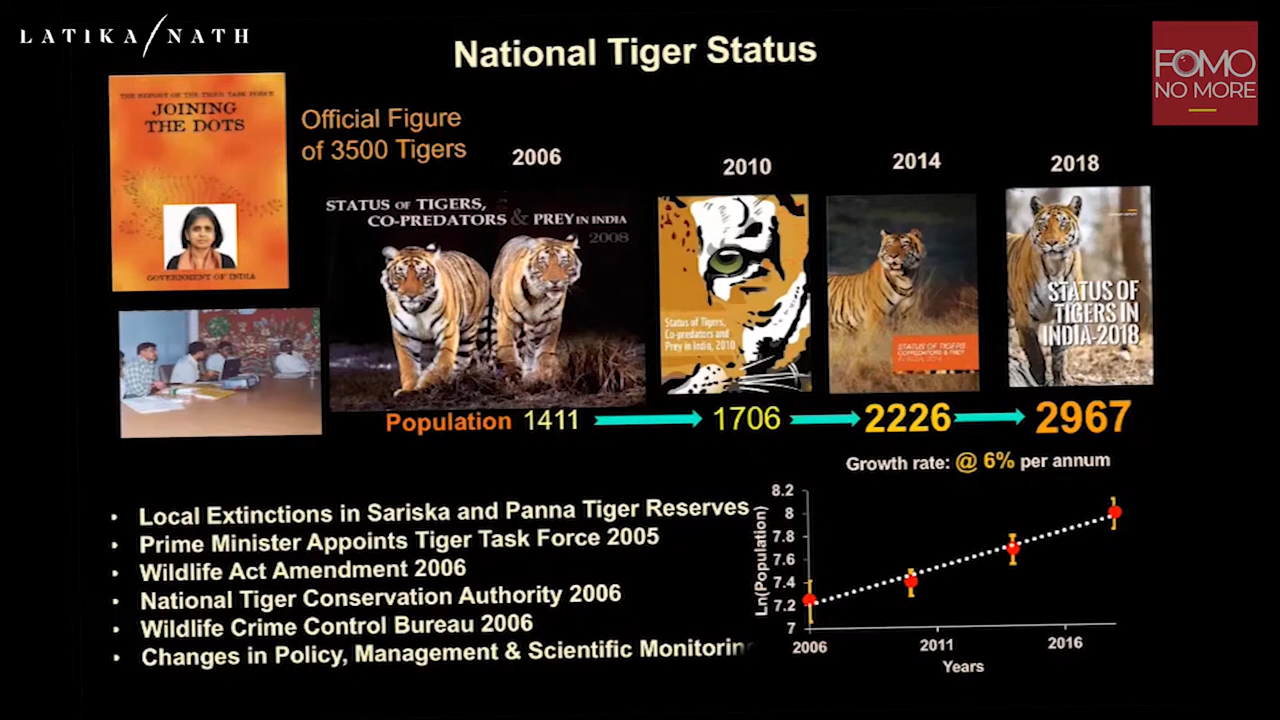 LATIKA/NATH
National Tiger Status
FOMO
NO MORE
THE REPORT OF THE TIGER TASK FORCE
JOINING
THE DOTS
GOVERNMENT OF INDIA
Official Figure
of 3500 Tigers
2006
2010
2014
2018
STATUS OF TIGERS,
CO-PREDATORS & PREY IN INDIA
2008
Status of Tigers,
Co-predators and
Prey in India, 2010
STATUS OF TIGERS
COPREDATORS & PREY
IN INDIA 2014
STATUS OF
TIGERS IN
INDIA-2018
Population 1411 1706 2226 2967
Growth rate: @ 6% per annum
• Local Extinctions in Sariska and Panna Tiger Reserves
• Prime Minister Appoints Tiger Task Force 2005
• Wildlife Act Amendment 2006
• National Tiger Conservation Authority 2006
• Wildlife Crime Control Bureau 2006
• Changes in Policy, Management & Scientific Monitorin
Ln(Population)
8.2
8
7.8
7.6
7.4
7.2
7
2006 2011 2016
Years